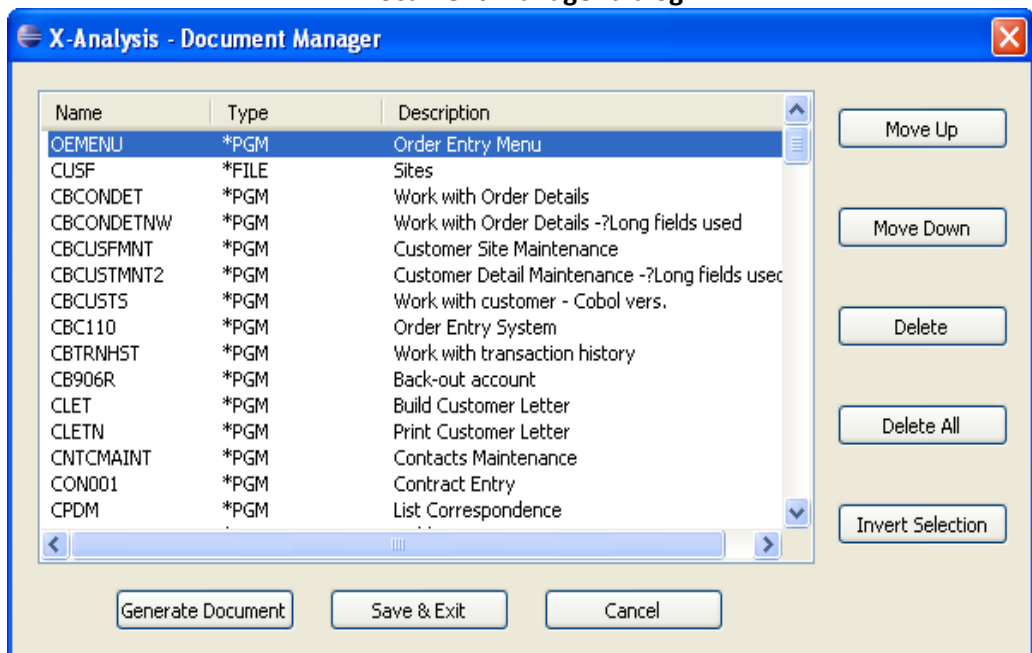 X-Analysis - Document Manager
Name Type Description
OEMENU *PGM Order Entry Menu
CUSF *FILE Sites
CBCONDET *PGM Work with Order Details
CBCONDETNW *PGM Work with Order Details -?Long fields used
CBCUSFMNT *PGM Customer Site Maintenance
CBCUSTMNT2 *PGM Customer Detail Maintenance -?Long fields used
CBCUSTS *PGM Work with customer - Cobol vers.
CBC110 *PGM Order Entry System
CBTRNHST *PGM Work with transaction history
CB906R *PGM Back-out account
CLET *PGM Build Customer Letter
CLETN *PGM Print Customer Letter
CNTCMAINT *PGM Contacts Maintenance
CON001 *PGM Contract Entry
CPDM *PGM List Correspondence
Move Up
Move Down
Delete
Delete All
Invert Selection
Generate Document Save & Exit Cancel